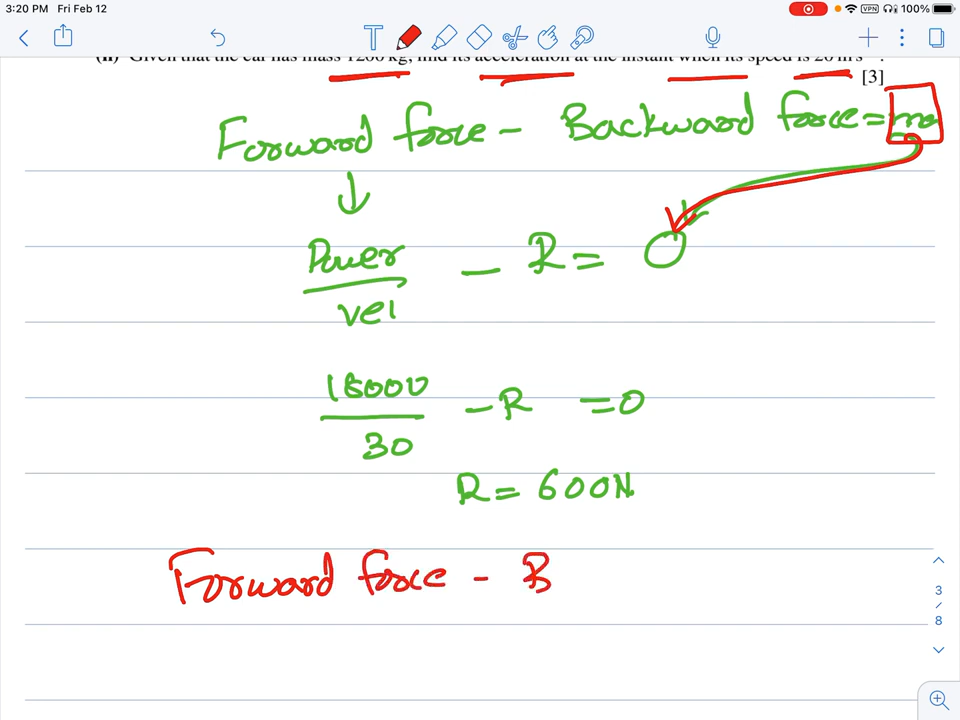 3:20 PM Fri Feb 12
VPN 100%
(ii) Given that the car has mass 1200 kg, find its acceleration at the instant when its speed is 20 m s
[3]
Forward force - Backward force = ma
Power - R = 0
vel
18000 - R = 0
30
R = 600N
Forward force - B
3
/
8